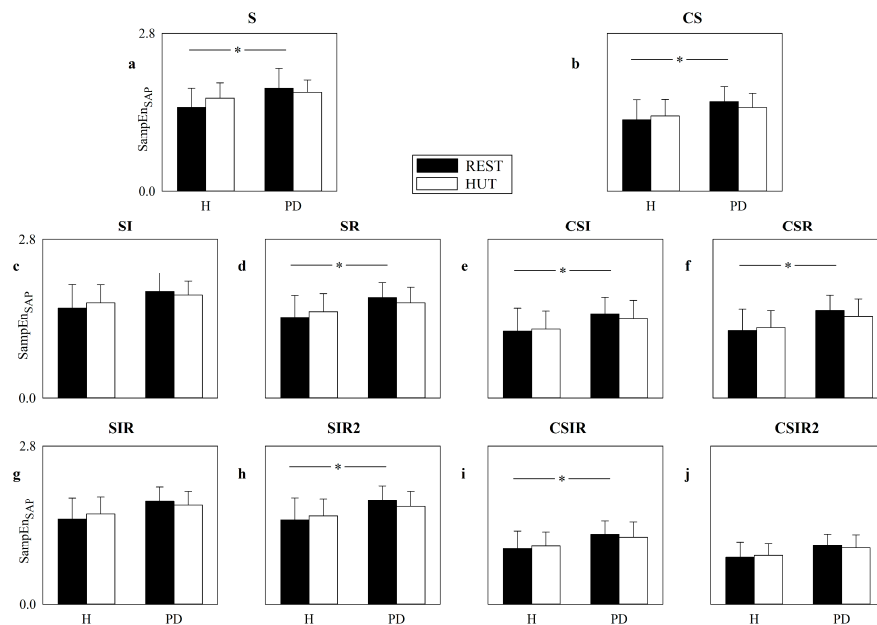 S
CS
2.8
a
*
b
*
SampEnSAP
REST
HUT
0.0
H
PD
H
PD
SI
SR
CSI
CSR
2.8
c
d
*
e
*
f
*
SampEnSAP
0.0
SIR
SIR2
CSIR
CSIR2
2.8
g
h
*
i
*
j
SampEnSAP
0.0
H
PD
H
PD
H
PD
H
PD